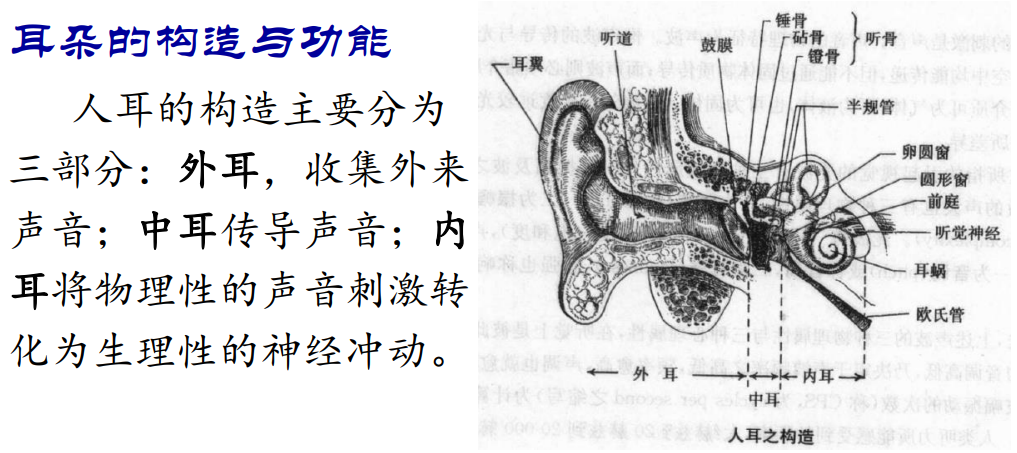 耳朵的构造与功能
人耳的构造主要分为
三部分：外耳，收集外来
声音；中耳传导声音；内
耳将物理性的声音刺激转
化为生理性的神经冲动。
锤骨
听道
鼓膜
砧骨
听骨
镫骨
耳翼
半规管
卵圆窗
圆形窗
前庭
听觉神经
耳蜗
欧氏管
外耳
内耳
中耳
人耳之构造